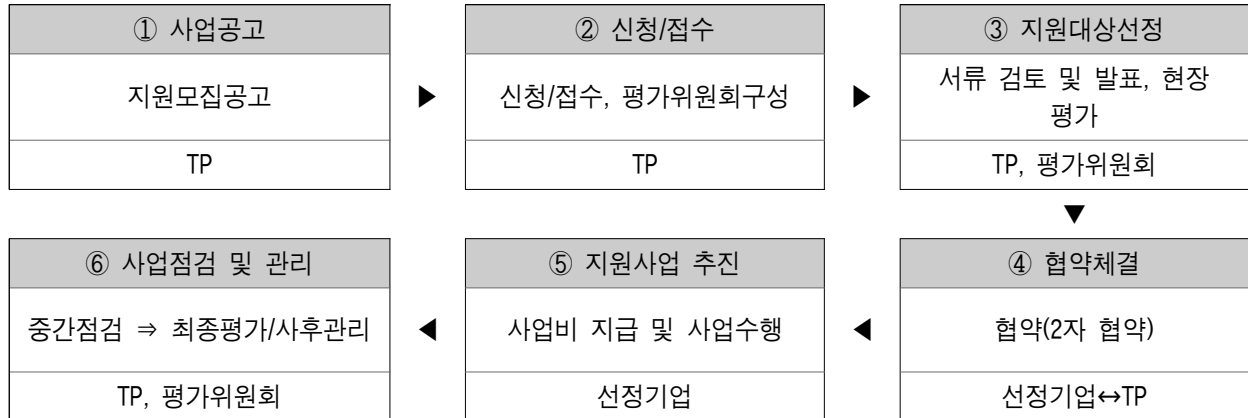 ① 사업공고
지원모집공고
TP
▶
② 신청/접수
신청/접수, 평가위원회구성
TP
▶
③ 지원대상선정
서류 검토 및 발표, 현장
평가
TP, 평가위원회
▼
④ 협약체결
협약(2자 협약)
선정기업↔TP
◀
⑤ 지원사업 추진
사업비 지급 및 사업수행
선정기업
◀
⑥ 사업점검 및 관리
중간점검 ⇒ 최종평가/사후관리
TP, 평가위원회